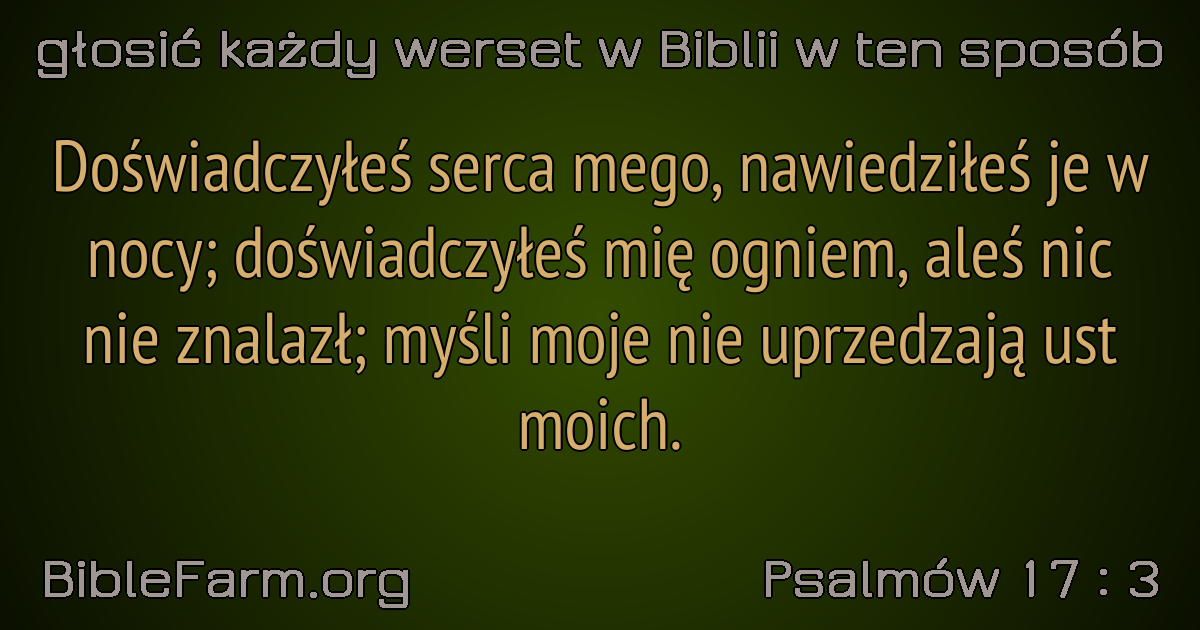 głosić każdy werset w Biblii w ten sposób
Doświadczyłeś serca mego, nawiedziłeś je w
nocy; doświadczyłeś mię ogniem, aleś nic
nie znalazł; myśli moje nie uprzedzają ust
moich.
BibleFarm.org
Psalmów 17 : 3